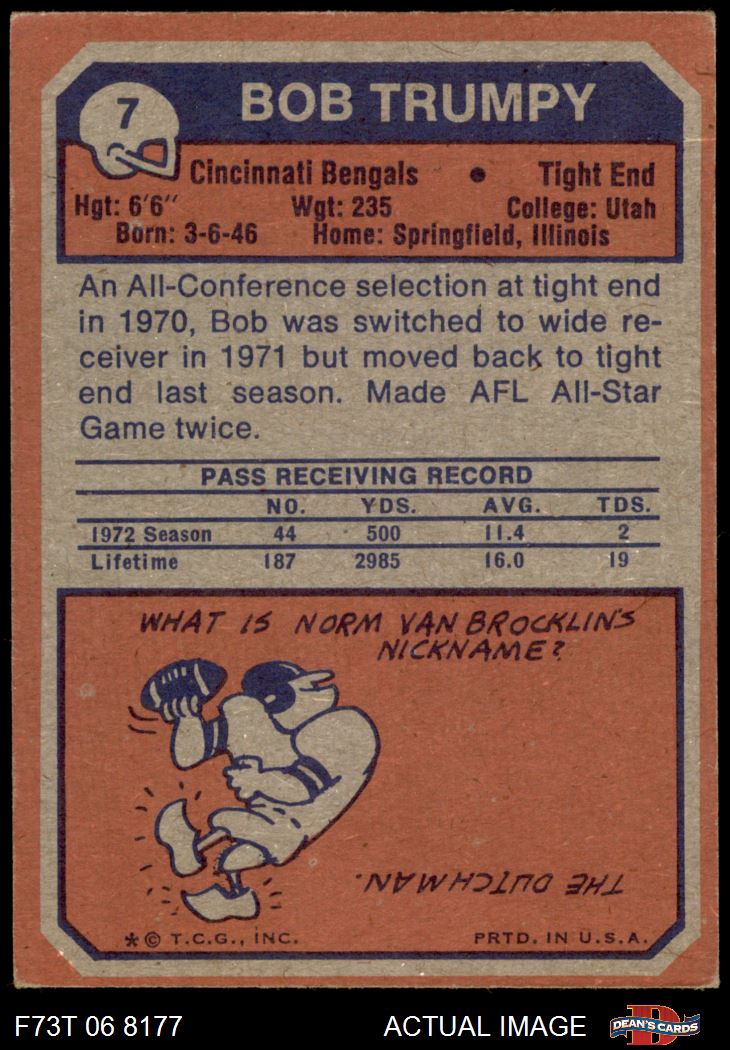 7
BOB TRUMPY
Cincinnati Bengals • Tight End
Hgt: 6'6" Wgt: 235 College: Utah
Born: 3-6-46 Home: Springfield, Illinois
An All-Conference selection at tight end
in 1970, Bob was switched to wide re-
ceiver in 1971 but moved back to tight
end last season. Made AFL All-Star
Game twice.
PASS RECEIVING RECORD
NO. YDS. AVG. TDS.
1972 Season 44 500 11.4 2
Lifetime 187 2985 16.0 19
WHAT IS NORM VAN BROCKLIN'S
NICKNAME?
THE DUTCHMAN.
* © T.C.G., INC. PRTD. IN U.S.A.
F73T 06 8177 ACTUAL IMAGE D DEAN'S CARDS